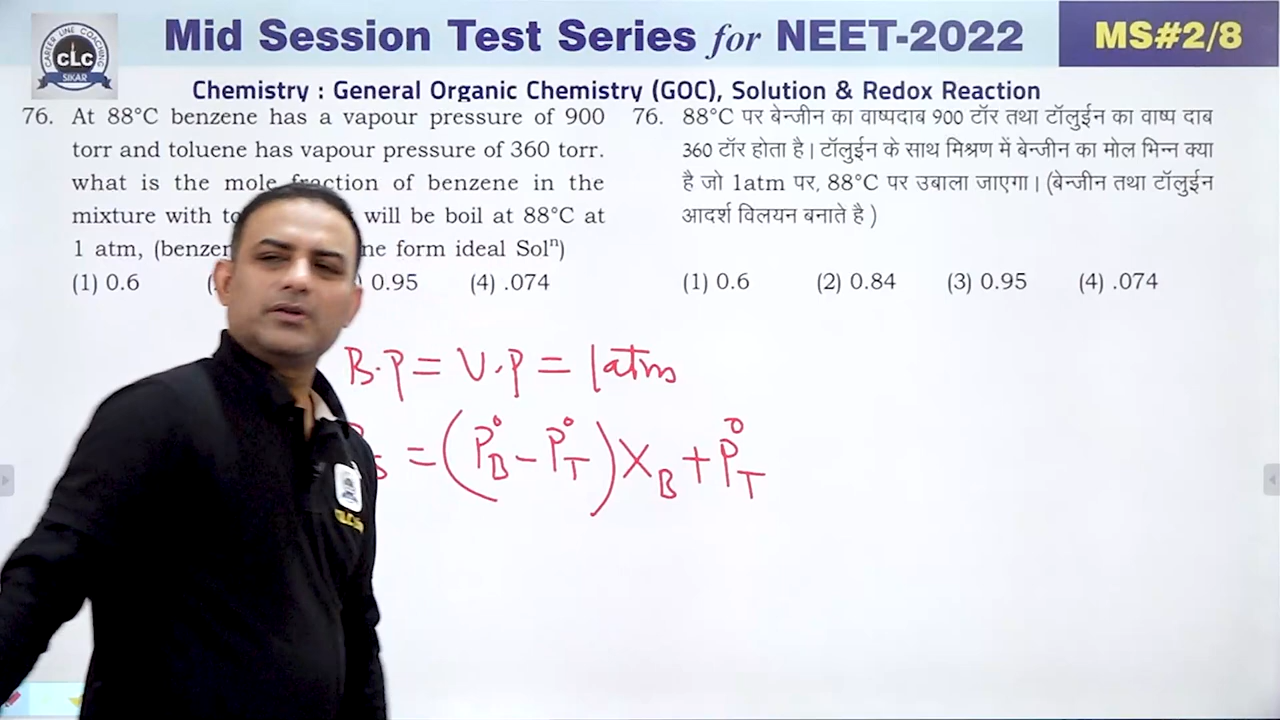 CAREER LINE COACHING
CLC
SIKAR
Mid Session Test Series for NEET-2022
MS#2/8
Chemistry : General Organic Chemistry (GOC), Solution & Redox Reaction
76. At 88°C benzene has a vapour pressure of 900
torr and toluene has vapour pressure of 360 torr.
what is the mole fraction of benzene in the
mixture with will be boil at 88°C at
1 atm, form ideal Solⁿ)
(1) 0.6 0.95 (4) .074
76. 88°C पर बेन्जीन का वाष्पदाब 900 टॉर तथा टॉलुईन का वाष्प दाब
360 टॉर होता है। टॉलुईन के साथ मिश्रण में बेन्जीन का मोल भिन्न क्या
है जो 1atm पर, 88°C पर उबाला जाएगा। (बेन्जीन तथा टॉलुईन
आदर्श विलयन बनाते है )
(1) 0.6 (2) 0.84 (3) 0.95 (4) .074
B.P = V.P = 1atm
= (P°B - P°T) XB + P°T